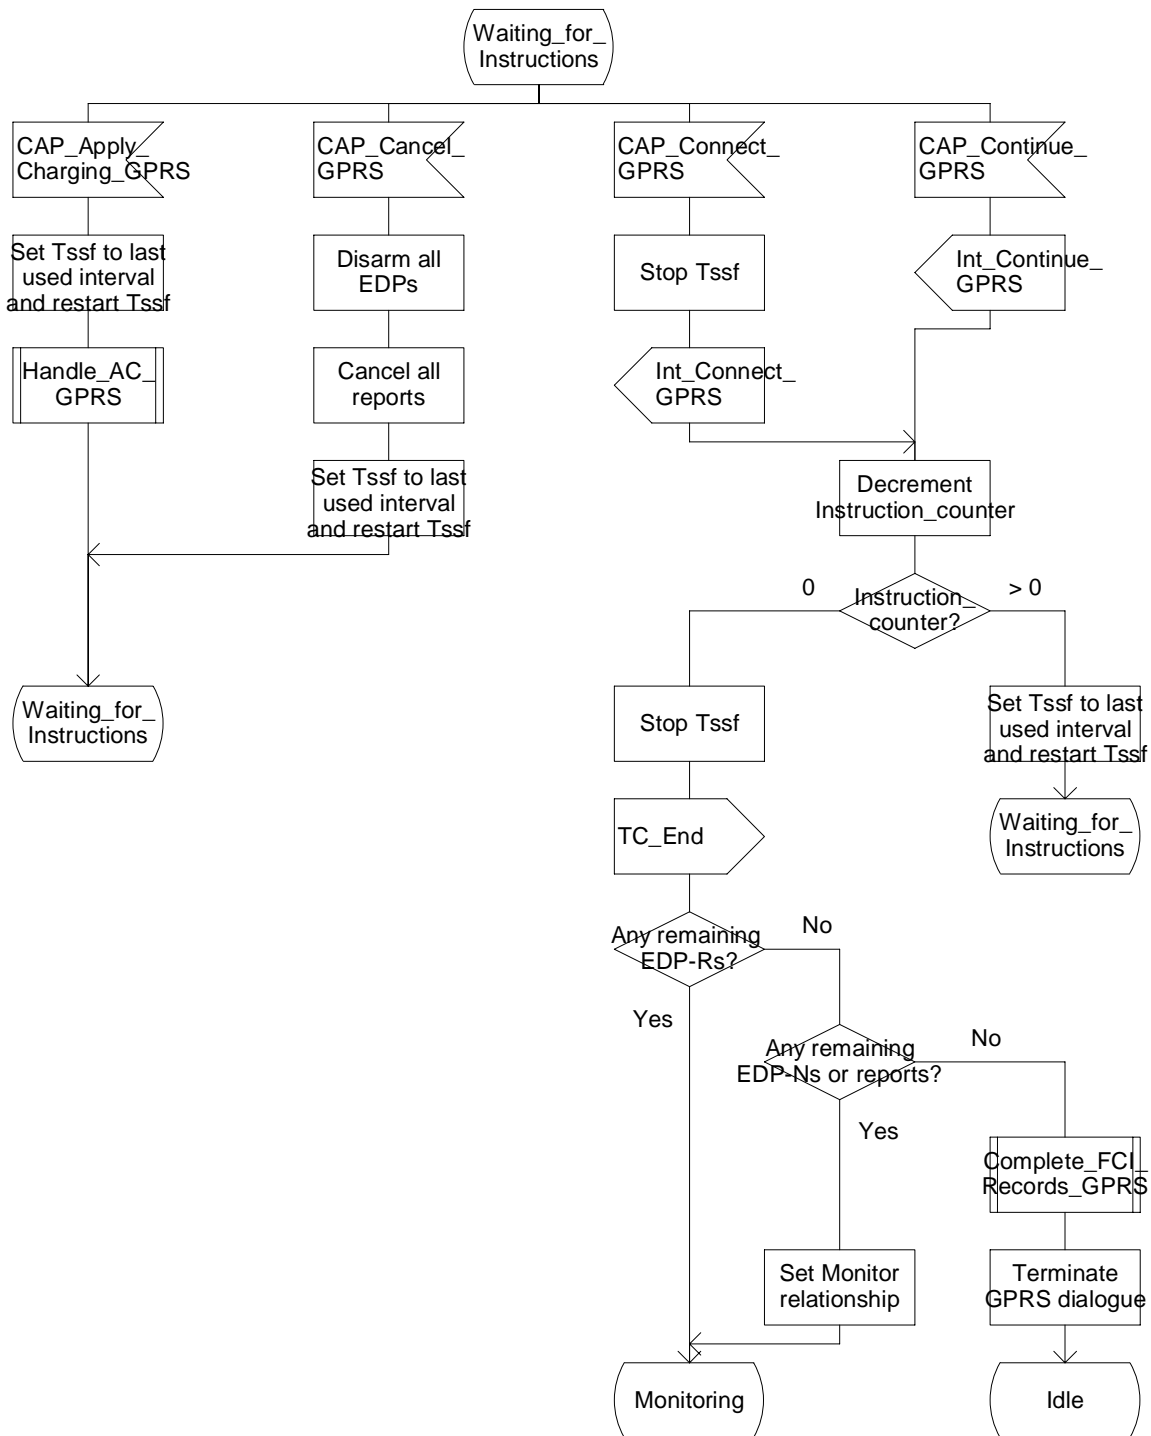 Waiting_for_
Instructions
CAP_Apply_
Charging_GPRS
CAP_Cancel_
GPRS
CAP_Connect_
GPRS
CAP_Continue_
GPRS
Set Tssf to last
used interval
and restart Tssf
Disarm all
EDPs
Stop Tssf
Int_Continue_
GPRS
Handle_AC_
GPRS
Cancel all
reports
Int_Connect_
GPRS
Set Tssf to last
used interval
and restart Tssf
Decrement
Instruction_counter
0
Instruction_
counter?
> 0
Waiting_for_
Instructions
Stop Tssf
Set Tssf to last
used interval
and restart Tssf
TC_End
Waiting_for_
Instructions
Any remaining
EDP-Rs?
No
Yes
Any remaining
EDP-Ns or reports?
No
Yes
Complete_FCI_
Records_GPRS
Set Monitor
relationship
Terminate
GPRS dialogue
Monitoring
Idle